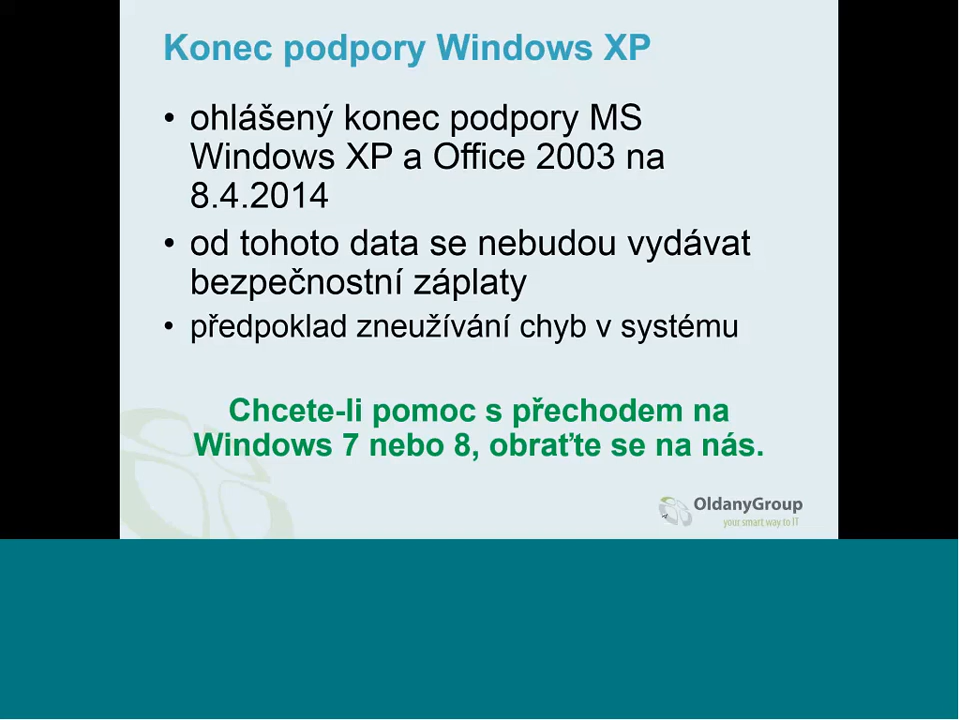 Konec podpory Windows XP
• ohlášený konec podpory MS
Windows XP a Office 2003 na
8.4.2014
• od tohoto data se nebudou vydávat
bezpečnostní záplaty
• předpoklad zneužívání chyb v systému
Chcete-li pomoc s přechodem na
Windows 7 nebo 8, obraťte se na nás.
OldanyGroup
your smart way to IT